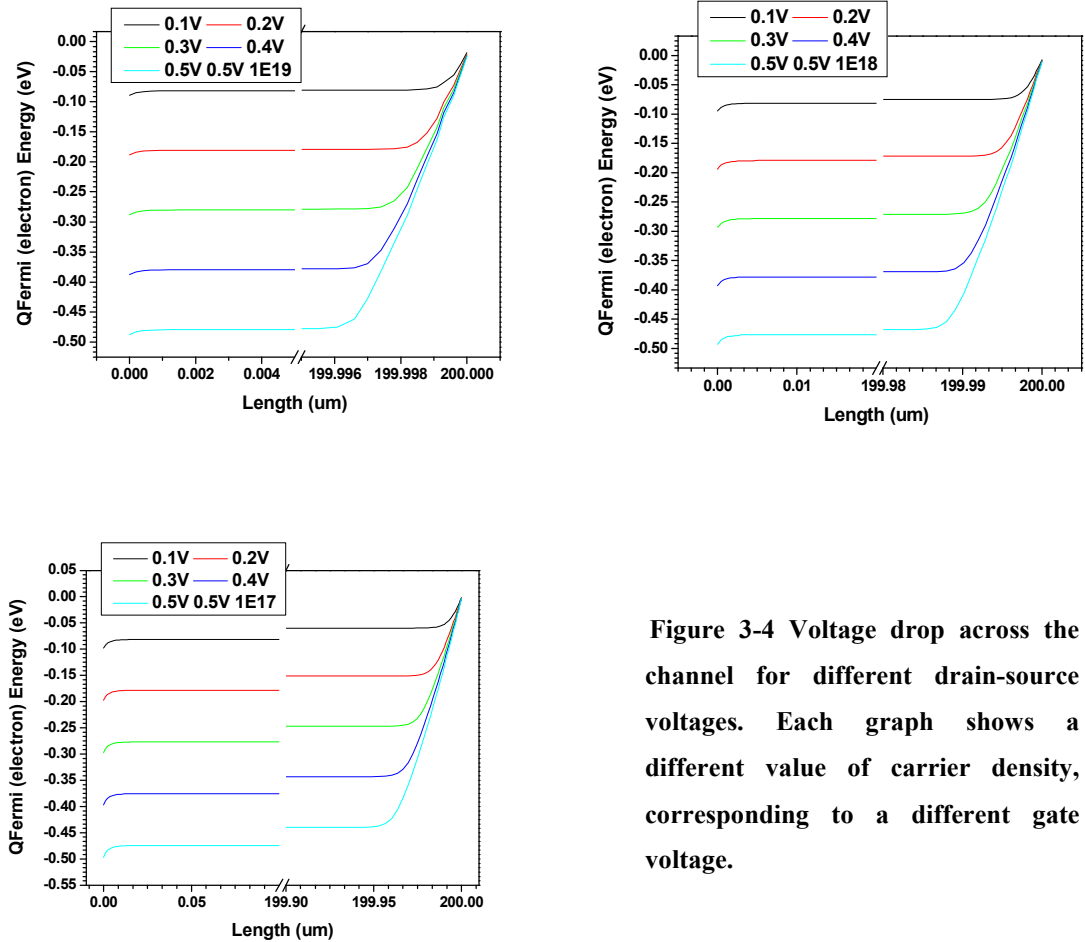 0.1V 0.2V
0.3V 0.4V
0.5V 0.5V 1E19
QFermi (electron) Energy (eV)
0.00
-0.05
-0.10
-0.15
-0.20
-0.25
-0.30
-0.35
-0.40
-0.45
-0.50
0.000 0.002 0.004 199.996 199.998 200.000
Length (um)
0.1V 0.2V
0.3V 0.4V
0.5V 0.5V 1E18
QFermi (electron) Energy (eV)
0.00
-0.05
-0.10
-0.15
-0.20
-0.25
-0.30
-0.35
-0.40
-0.45
-0.50
0.00 0.01 199.98 199.99 200.00
Length (um)
0.1V 0.2V
0.3V 0.4V
0.5V 0.5V 1E17
QFermi (electron) Energy (eV)
0.05
0.00
-0.05
-0.10
-0.15
-0.20
-0.25
-0.30
-0.35
-0.40
-0.45
-0.50
-0.55
0.00 0.05 199.90 199.95 200.00
Length (um)
Figure 3-4 Voltage drop across the
channel for different drain-source
voltages. Each graph shows a
different value of carrier density,
corresponding to a different gate
voltage.